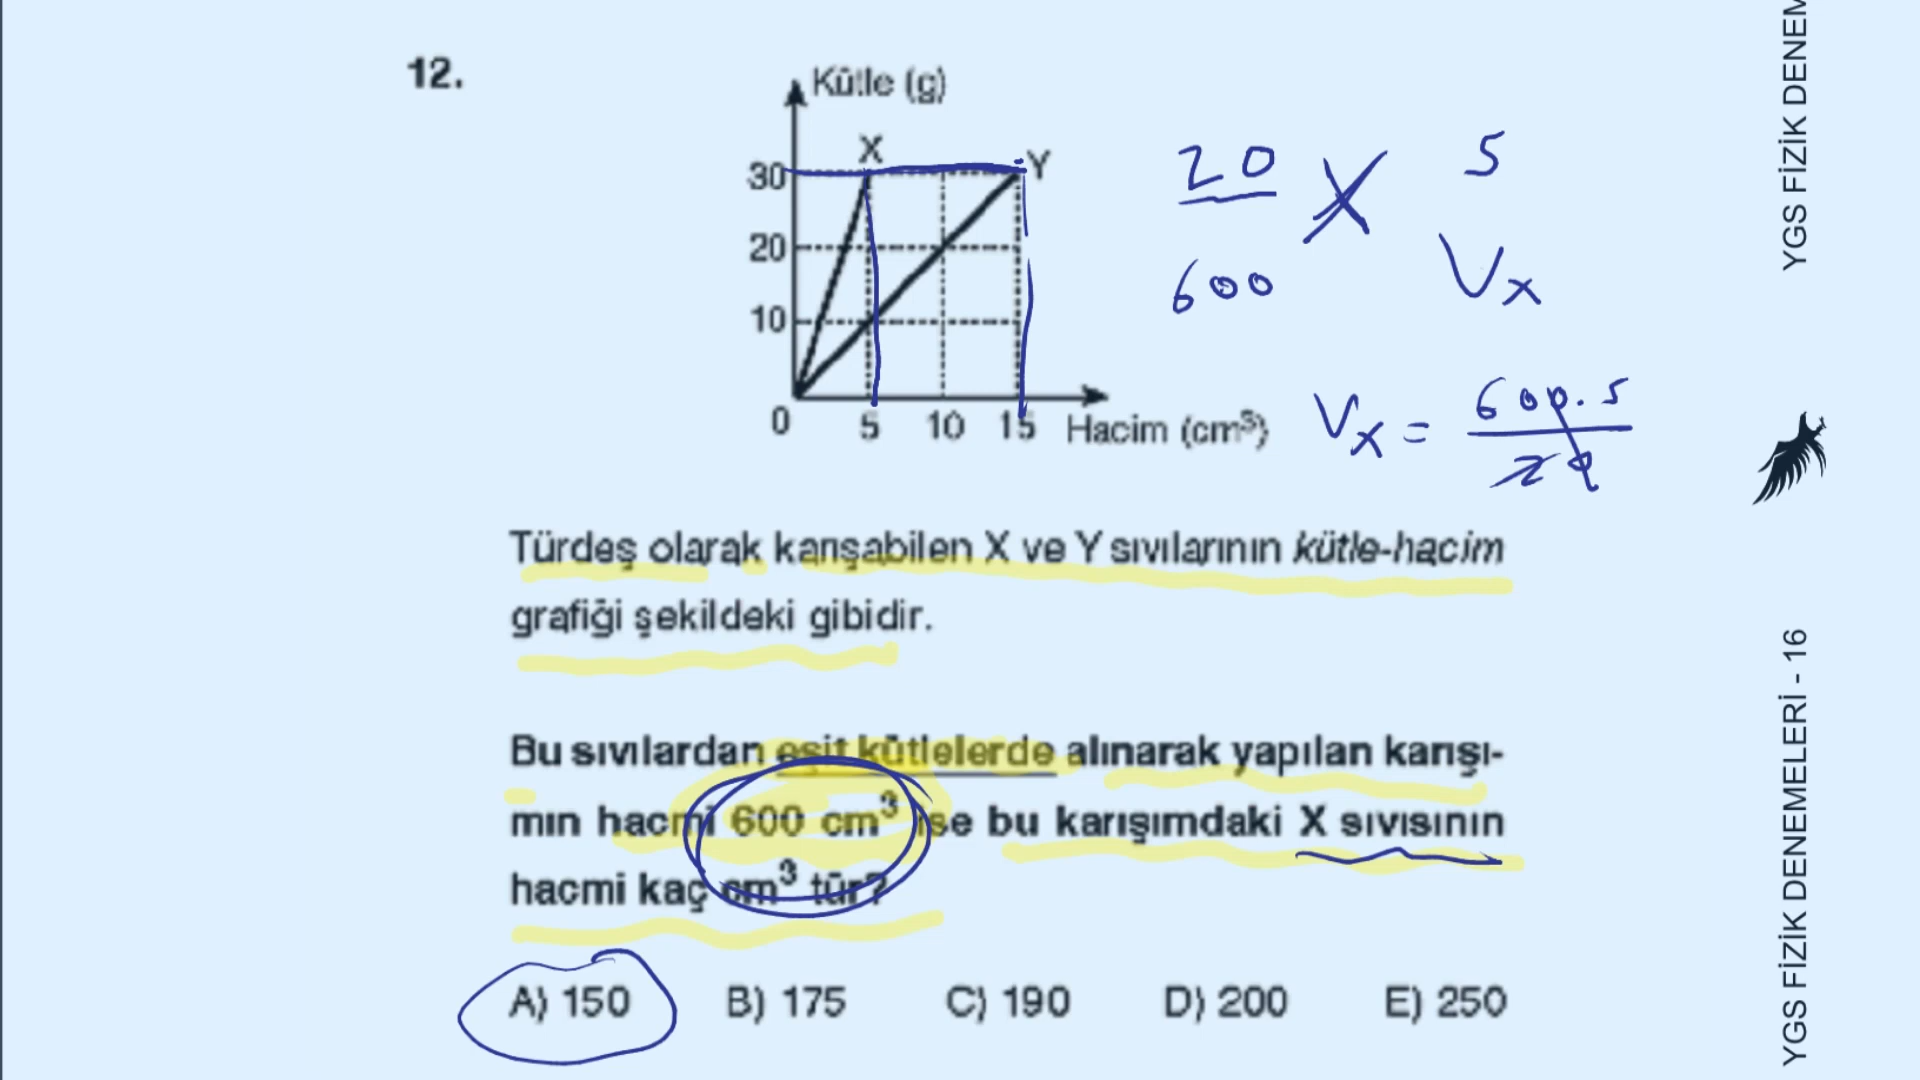 12.
Kütle (g)
X
Y
30
20
10
0
5
10
15
Hacim (cm³)
20 5
600 Vx
Vx = 600.5
20
Türdeş olarak karışabilen X ve Y sıvılarının kütle-hacim
grafiği şekildeki gibidir.
Bu sıvılardan eşit kütlelerde alınarak yapılan karışı-
mın hacmi 600 cm³ ise bu karışımdaki X sıvısının
hacmi kaç cm³ tür?
A) 150 B) 175 C) 190 D) 200 E) 250
YGS FİZİK DENEM
YGS FİZİK DENEMELERİ - 16